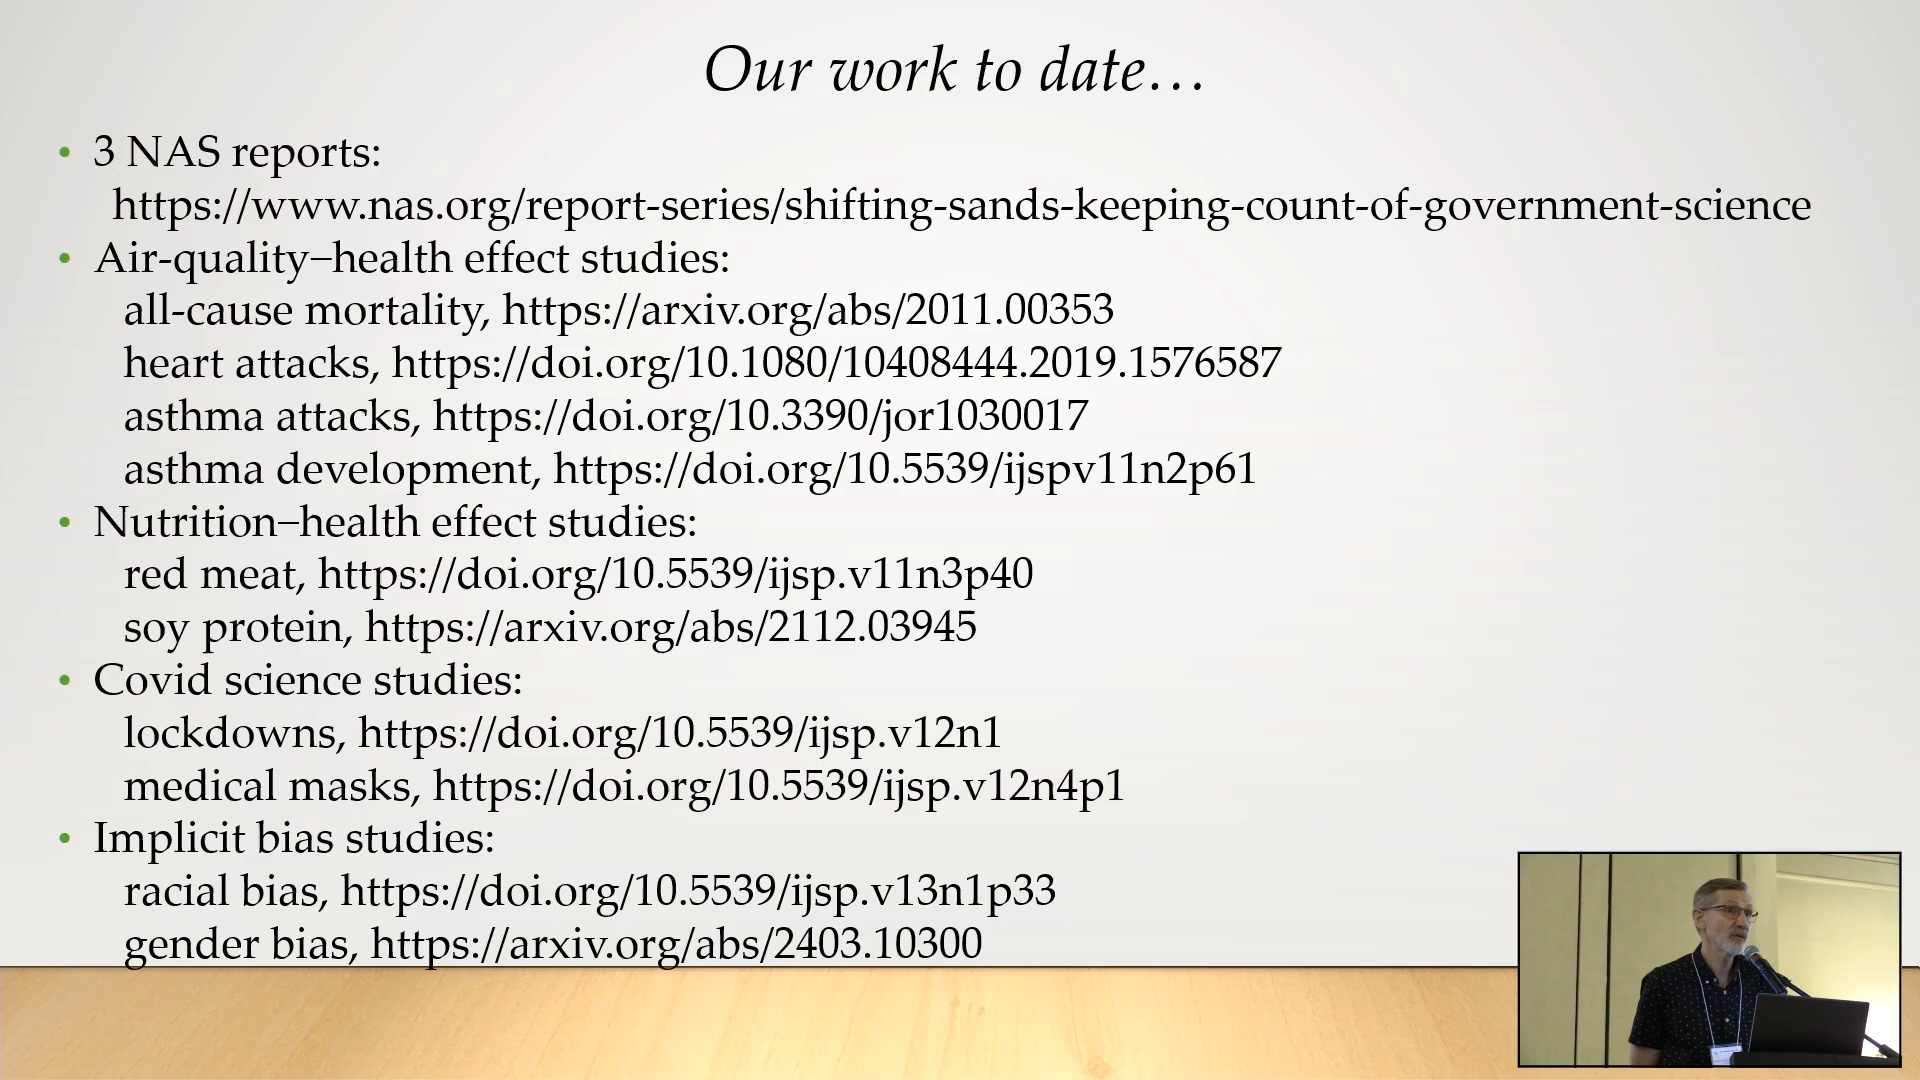 Our work to date…
• 3 NAS reports:
https://www.nas.org/report-series/shifting-sands-keeping-count-of-government-science
• Air-quality–health effect studies:
all-cause mortality, https://arxiv.org/abs/2011.00353
heart attacks, https://doi.org/10.1080/10408444.2019.1576587
asthma attacks, https://doi.org/10.3390/jor1030017
asthma development, https://doi.org/10.5539/ijspv11n2p61
• Nutrition–health effect studies:
red meat, https://doi.org/10.5539/ijsp.v11n3p40
soy protein, https://arxiv.org/abs/2112.03945
• Covid science studies:
lockdowns, https://doi.org/10.5539/ijsp.v12n1
medical masks, https://doi.org/10.5539/ijsp.v12n4p1
• Implicit bias studies:
racial bias, https://doi.org/10.5539/ijsp.v13n1p33
gender bias, https://arxiv.org/abs/2403.10300